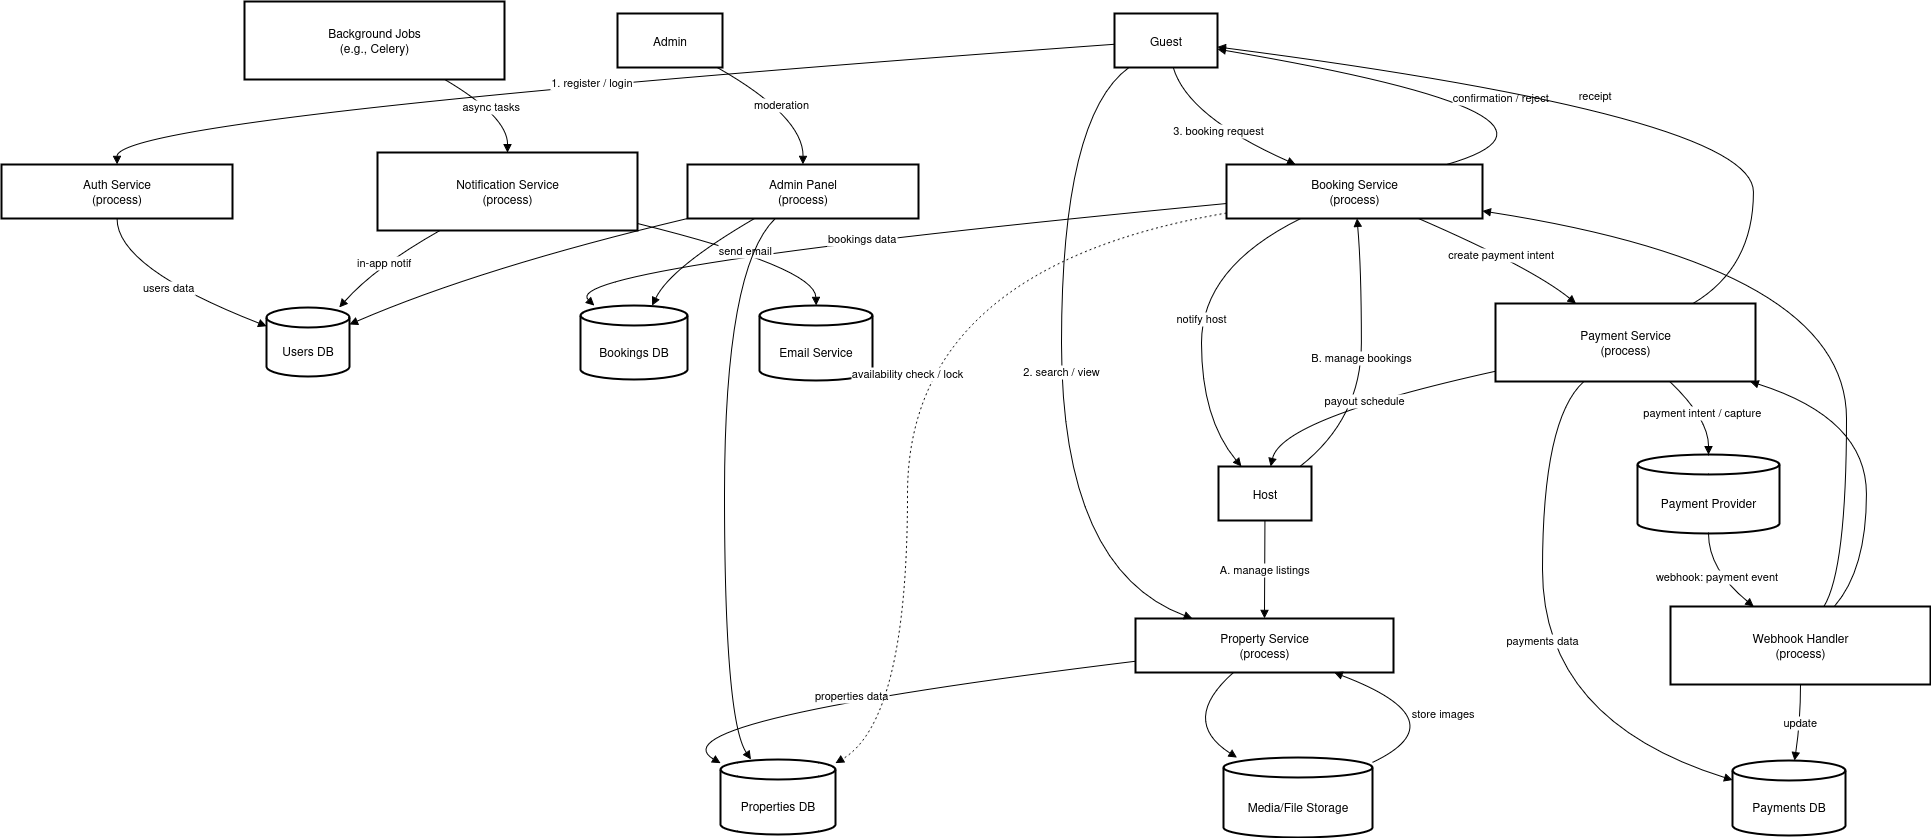 Background Jobs
(e.g., Celery)
Admin
Guest
1. register / login
async tasks
moderation
confirmation / reject
receipt
3. booking request
Auth Service
(process)
Notification Service
(process)
Admin Panel
(process)
Booking Service
(process)
bookings data
send email
create payment intent
in-app notif
users data
notify host
Users DB
Bookings DB
Email Service
Payment Service
(process)
B. manage bookings
availability check / lock
2. search / view
payout schedule
payment intent / capture
Host
Payment Provider
A. manage listings
webhook: payment event
Property Service
(process)
Webhook Handler
(process)
payments data
properties data
store images
update
Properties DB
Media/File Storage
Payments DB